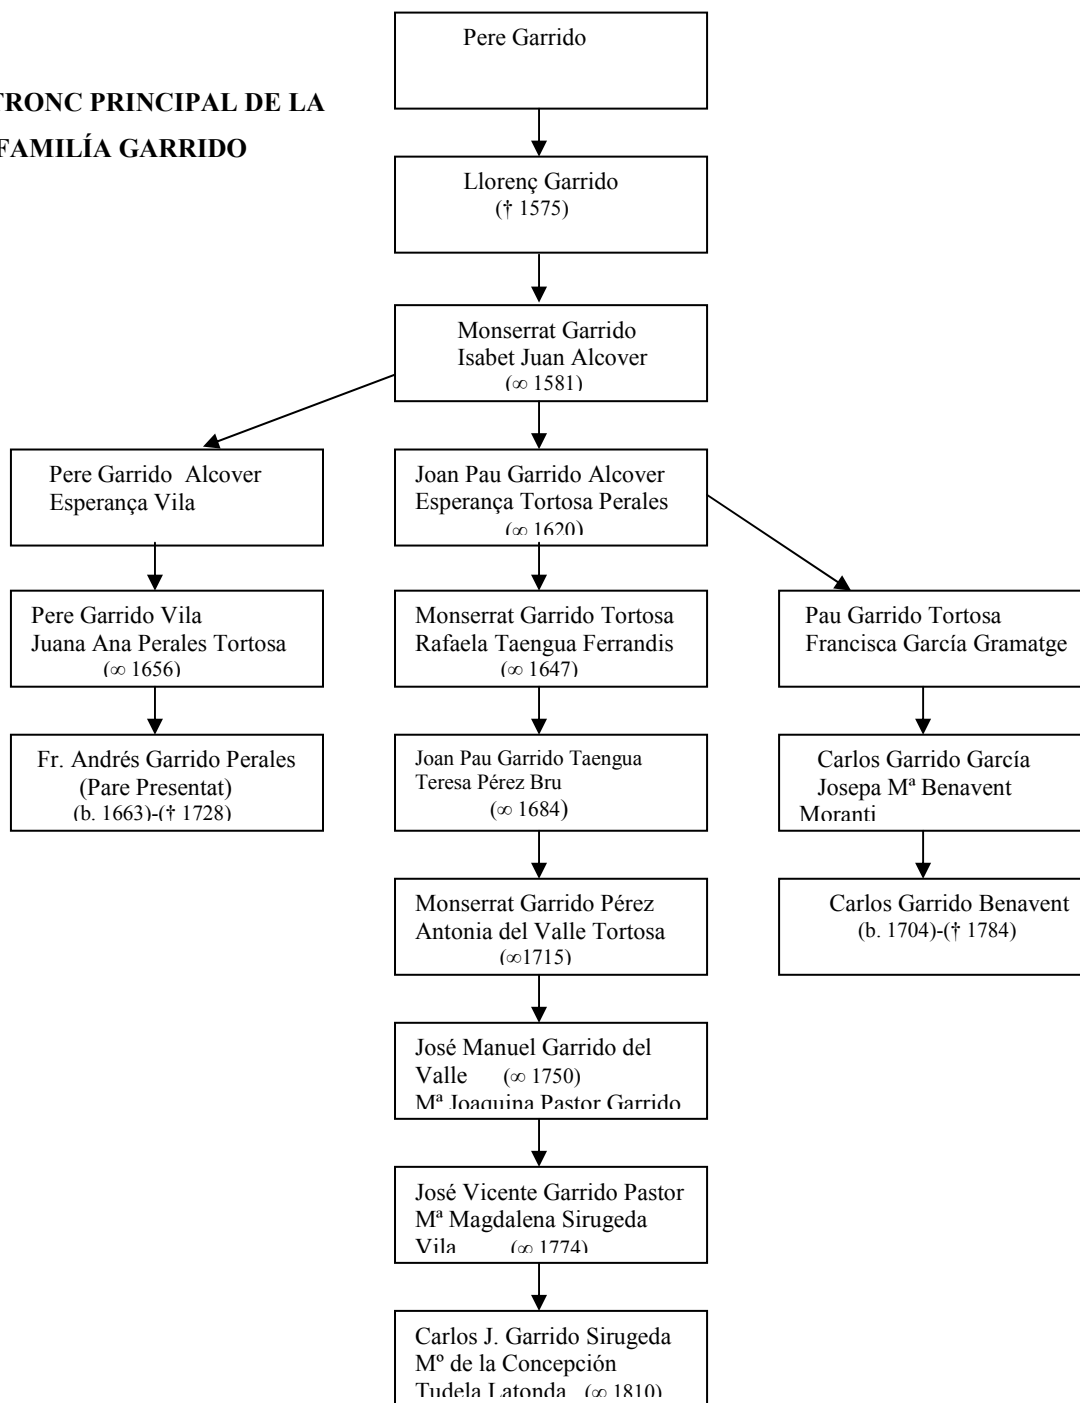 Pere Garrido
TRONC PRINCIPAL DE LA
FAMILÍA GARRIDO
Llorenç Garrido
(† 1575)
Monserrat Garrido
Isabet Juan Alcover
(∞ 1581)
Pere Garrido Alcover
Esperança Vila
Joan Pau Garrido Alcover
Esperança Tortosa Perales
(∞ 1620)
Pere Garrido Vila
Juana Ana Perales Tortosa
(∞ 1656)
Monserrat Garrido Tortosa
Rafaela Taengua Ferrandis
(∞ 1647)
Pau Garrido Tortosa
Francisca García Gramatge
Fr. Andrés Garrido Perales
(Pare Presentat)
(b. 1663)-(† 1728)
Joan Pau Garrido Taengua
Teresa Pérez Bru
(∞ 1684)
Carlos Garrido García
Josepa Mª Benavent
Moranti
Monserrat Garrido Pérez
Antonia del Valle Tortosa
(∞1715)
Carlos Garrido Benavent
(b. 1704)-(† 1784)
José Manuel Garrido del
Valle (∞ 1750)
Mª Joaquina Pastor Garrido
José Vicente Garrido Pastor
Mª Magdalena Sirugeda
Vila (∞ 1774)
Carlos J. Garrido Sirugeda
Mº de la Concepción
Tudela Latonda (∞ 1810)